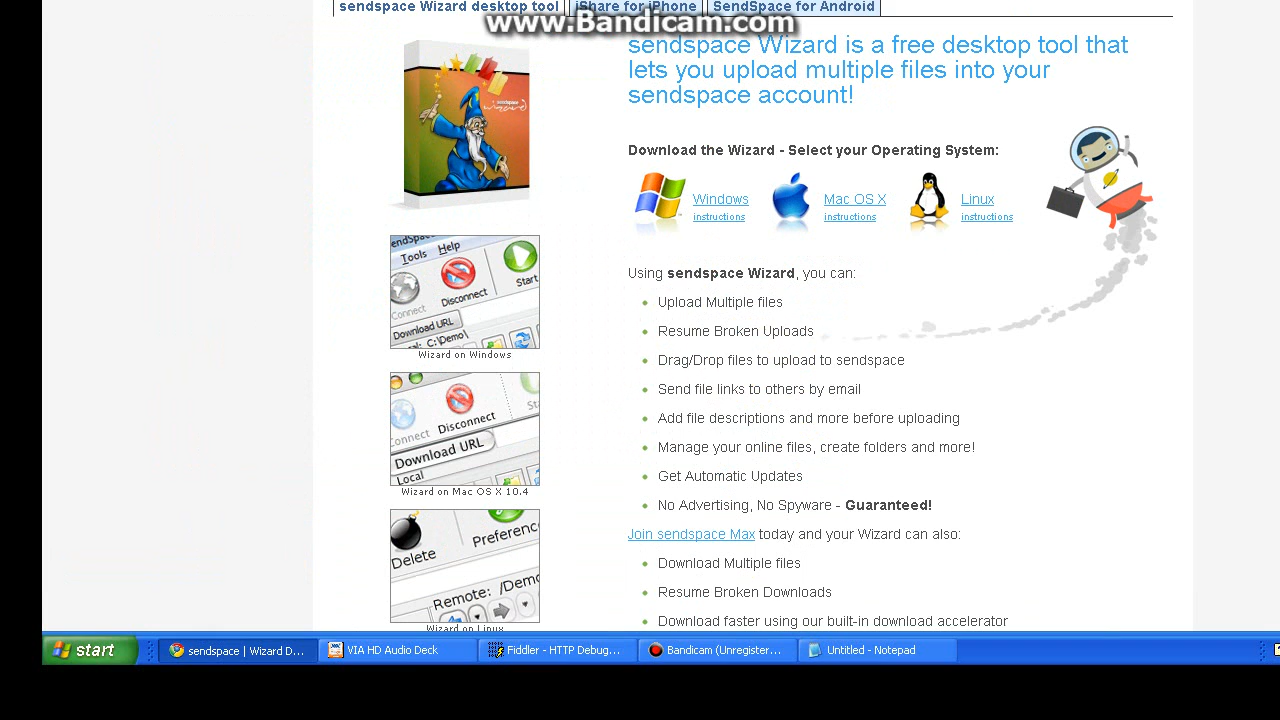 sendspace Wizard desktop tool
iShare for iPhone
SendSpace for Android
www.Bandicam.com
sendspace Wizard is a free desktop tool that
lets you upload multiple files into your
sendspace account!
sendspace
wizard
Download the Wizard - Select your Operating System:
Windows
instructions
Mac OS X
instructions
Linux
instructions
Tools Help
Connect
Disconnect
Start
Download URL
C:\Demo\
Wizard on Windows
Using sendspace Wizard, you can:
Upload Multiple files
Resume Broken Uploads
Drag/Drop files to upload to sendspace
Send file links to others by email
Add file descriptions and more before uploading
Manage your online files, create folders and more!
Get Automatic Updates
No Advertising, No Spyware - Guaranteed!
Disconnect
Download URL
Local
Wizard on Mac OS X 10.4
Join sendspace Max today and your Wizard can also:
Download Multiple files
Resume Broken Downloads
Download faster using our built-in download accelerator
Delete
Preference
Remote: /Demo
Wizard on Linux
start
sendspace | Wizard D...
VIA HD Audio Deck
Fiddler - HTTP Debug...
Bandicam (Unregister...
Untitled - Notepad